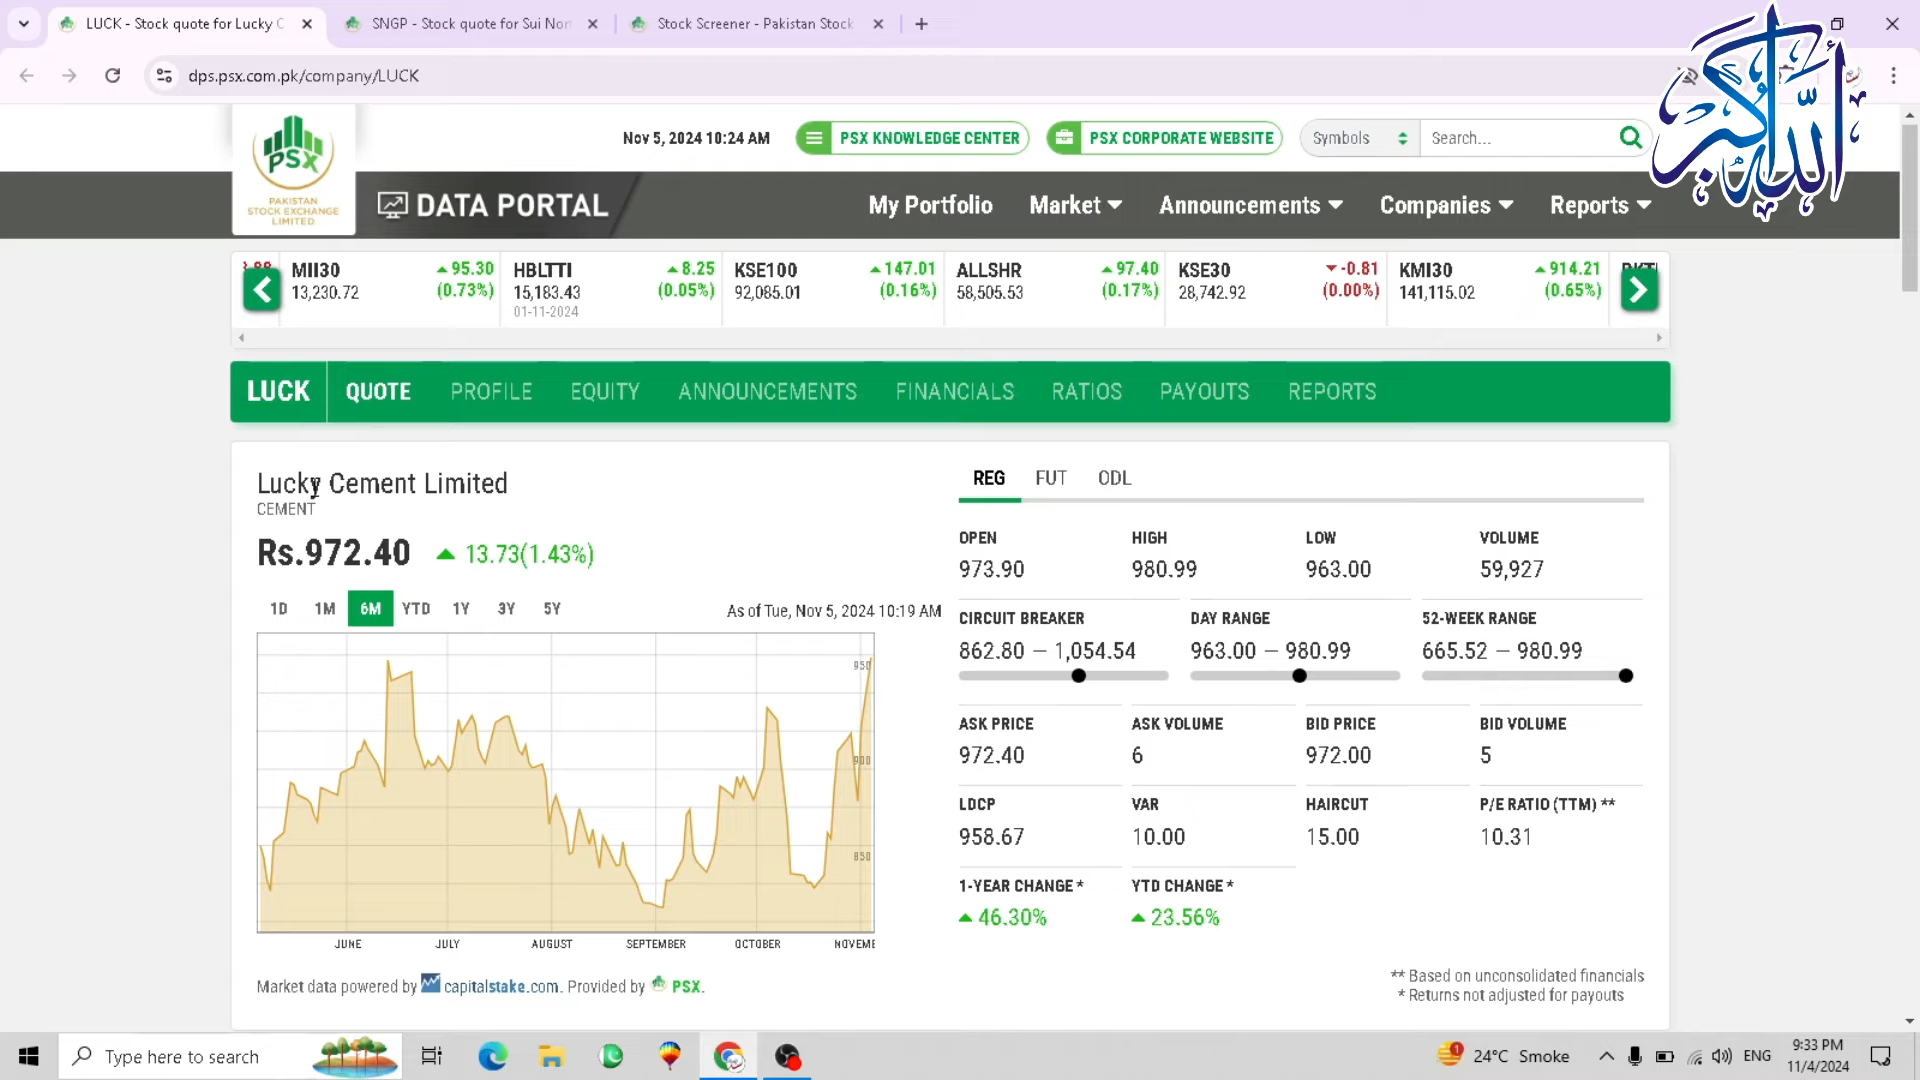 LUCK - Stock quote for Lucky C
SNGP - Stock quote for Sui Nor
Stock Screener - Pakistan Stock
dps.psx.com.pk/company/LUCK
الله أكبر
PSX
PAKISTAN
STOCK EXCHANGE
LIMITED
Nov 5, 2024 10:24 AM
PSX KNOWLEDGE CENTER
PSX CORPORATE WEBSITE
Symbols
Search...
DATA PORTAL
My Portfolio Market Announcements Companies Reports
MII30 95.30
13,230.72 (0.73%)
HBLTTI 8.25
15,183.43 (0.05%)
01-11-2024
KSE100 147.01
92,085.01 (0.16%)
ALLSHR 97.40
58,505.53 (0.17%)
KSE30 -0.81
28,742.92 (0.00%)
KMI30 914.21
141,115.02 (0.65%)
LUCK QUOTE PROFILE EQUITY ANNOUNCEMENTS FINANCIALS RATIOS PAYOUTS REPORTS
Lucky Cement Limited
CEMENT
Rs.972.40 13.73(1.43%)
1D 1M 6M YTD 1Y 3Y 5Y
As of Tue, Nov 5, 2024 10:19 AM
950
900
850
JUNE JULY AUGUST SEPTEMBER OCTOBER NOVEME
Market data powered by capitalstake.com. Provided by PSX.
REG FUT ODL
OPEN HIGH LOW VOLUME
973.90 980.99 963.00 59,927
CIRCUIT BREAKER DAY RANGE 52-WEEK RANGE
862.80 — 1,054.54 963.00 — 980.99 665.52 — 980.99
ASK PRICE ASK VOLUME BID PRICE BID VOLUME
972.40 6 972.00 5
LDCP VAR HAIRCUT P/E RATIO (TTM) **
958.67 10.00 15.00 10.31
1-YEAR CHANGE * YTD CHANGE *
46.30% 23.56%
** Based on unconsolidated financials
* Returns not adjusted for payouts
Type here to search
1
24°C Smoke
ENG
9:33 PM
11/4/2024